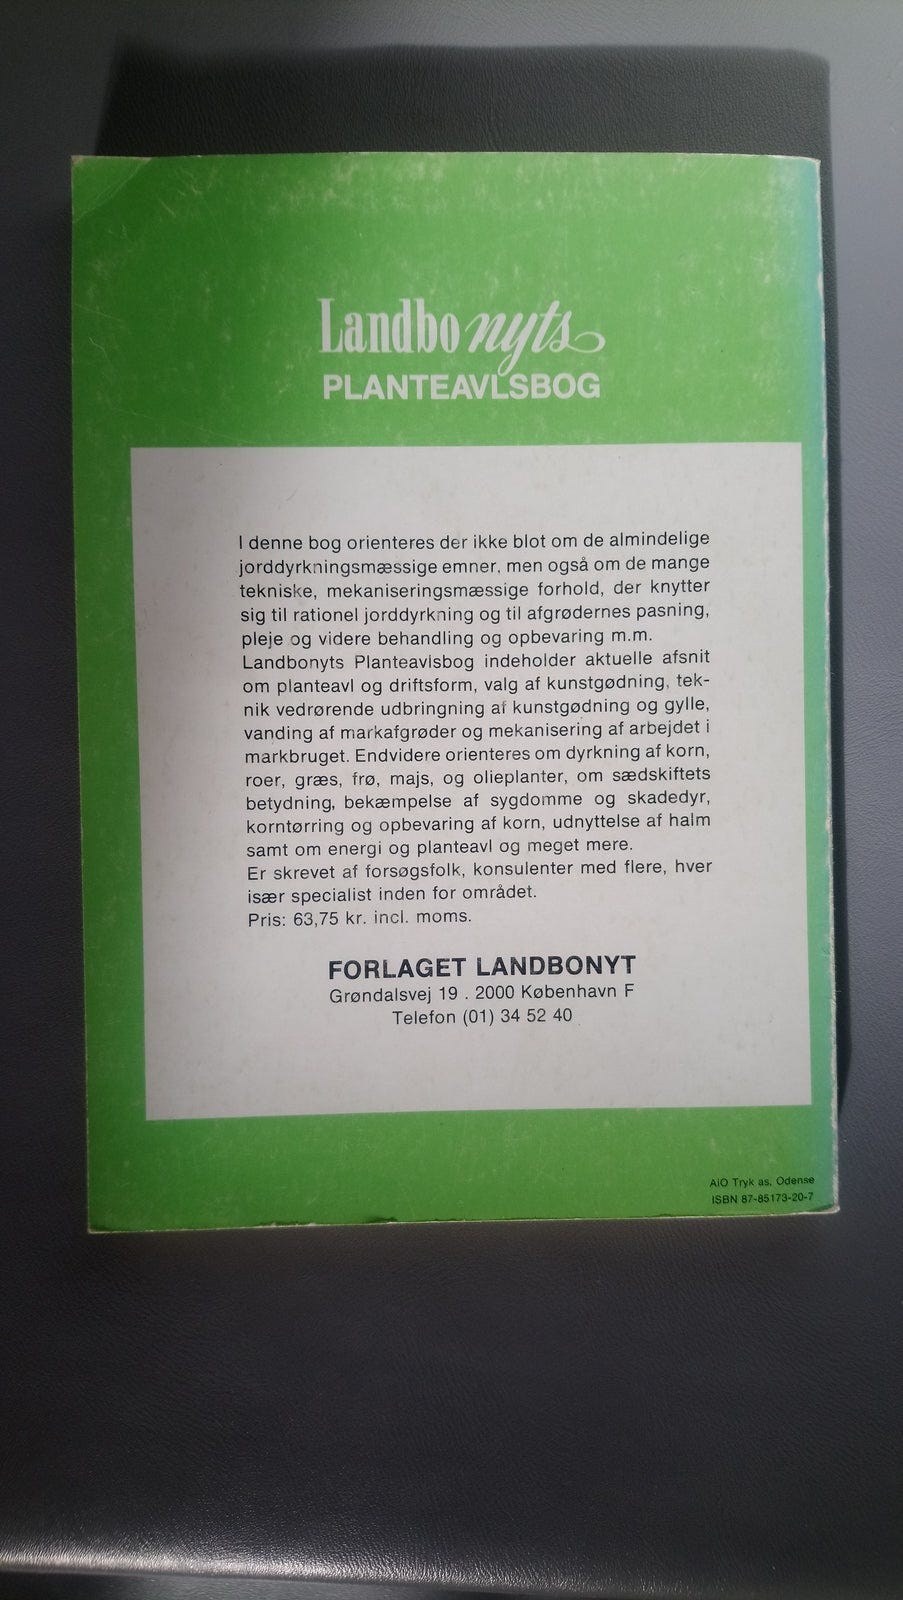 Landbonyts
PLANTEAVLSBOG
I denne bog orienteres der ikke blot om de almindelige
jorddyrkningsmæssige emner, men også om de mange
tekniske, mekaniseringsmæssige forhold, der knytter
sig til rationel jorddyrkning og til afgrødernes pasning,
pleje og videre behandling og opbevaring m.m.
Landbonyts Planteavlsbog indeholder aktuelle afsnit
om planteavl og driftsform, valg af kunstgødning, tek-
nik vedrørende udbringning af kunstgødning og gylle,
vanding af markafgrøder og mekanisering af arbejdet i
markbruget. Endvidere orienteres om dyrkning af korn,
roer, græs, frø, majs, og olieplanter, om sædskiftets
betydning, bekæmpelse af sygdomme og skadedyr,
korntørring og opbevaring af korn, udnyttelse af halm
samt om energi og planteavl og meget mere.
Er skrevet af forsøgsfolk, konsulenter med flere, hver
især specialist inden for området.
Pris: 63,75 kr. incl. moms.
FORLAGET LANDBONYT
Grøndalsvej 19 . 2000 København F
Telefon (01) 34 52 40
AiO Tryk as, Odense
ISBN 87-85173-20-7